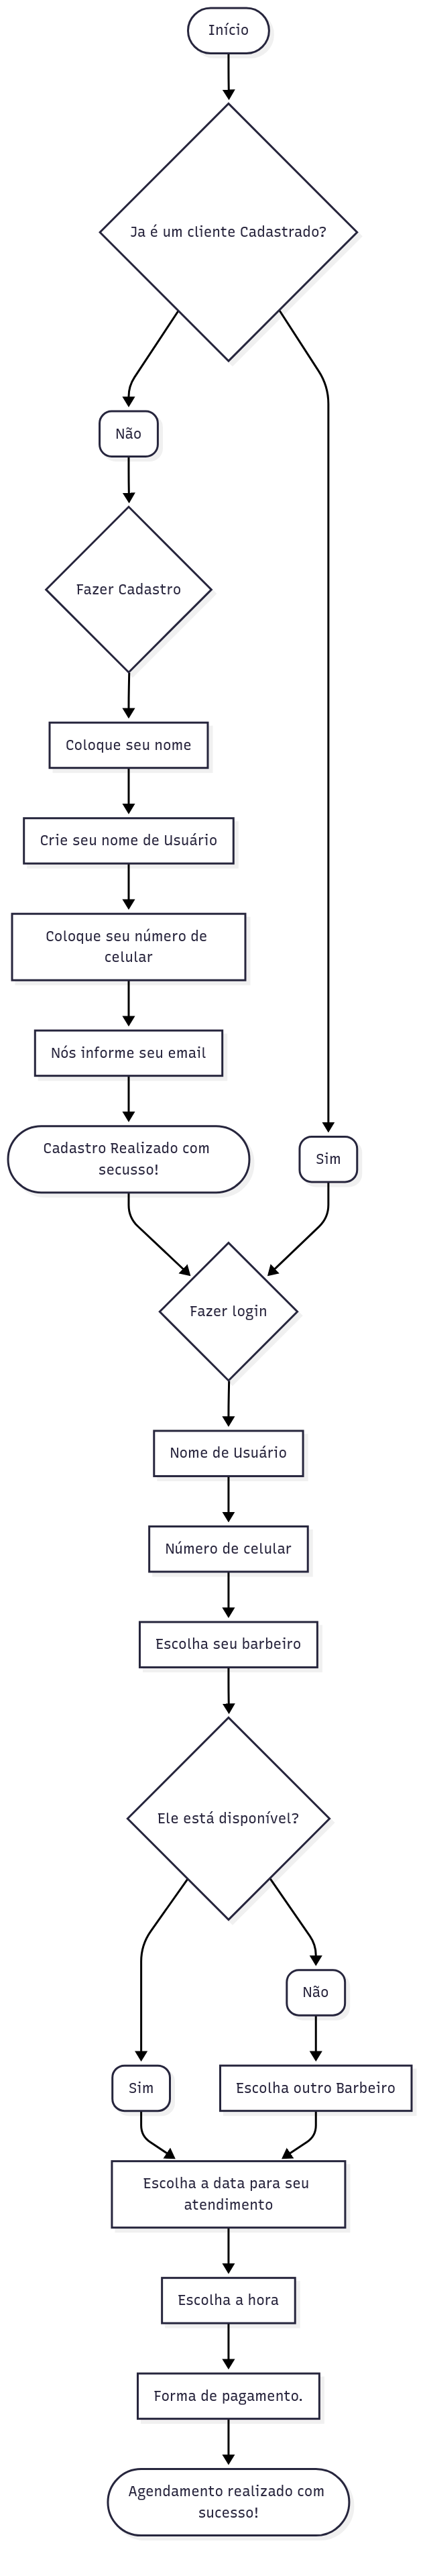 Início
Ja é um cliente Cadastrado?
Não
Fazer Cadastro
Coloque seu nome
Crie seu nome de Usuário
Coloque seu número de
celular
Nós informe seu email
Cadastro Realizado com
secusso!
Sim
Fazer login
Nome de Usuário
Número de celular
Escolha seu barbeiro
Ele está disponível?
Não
Sim
Escolha outro Barbeiro
Escolha a data para seu
atendimento
Escolha a hora
Forma de pagamento.
Agendamento realizado com
sucesso!